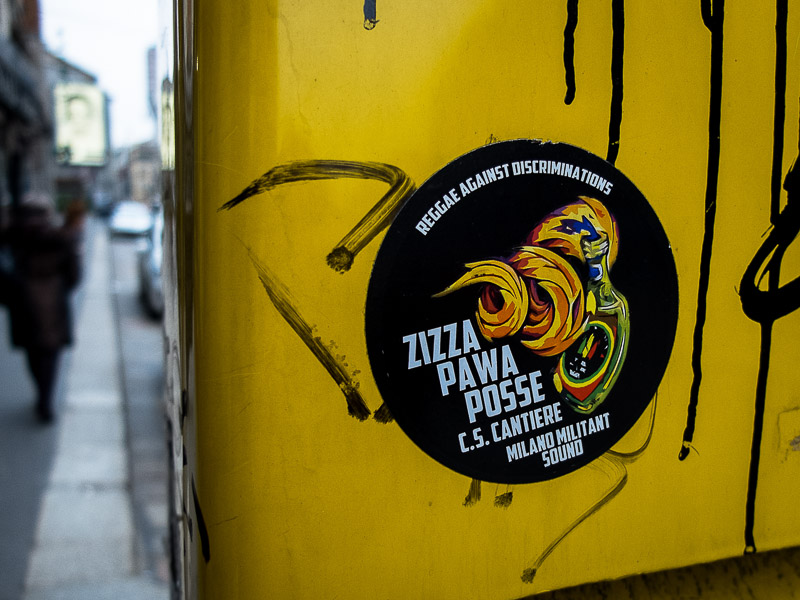 REGGAE AGAINST DISCRIMINATIONS
ZIZZA
PAWA
POSSE
C.S. CANTIERE
MILANO MILITANT
SOUND